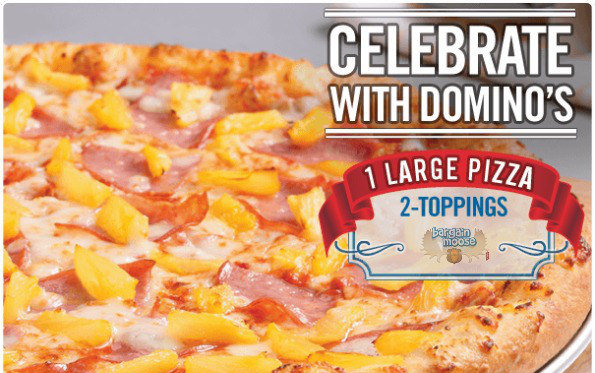 CELEBRATE
WITH DOMINO'S
1 LARGE PIZZA
2-TOPPINGS
bargain
moose